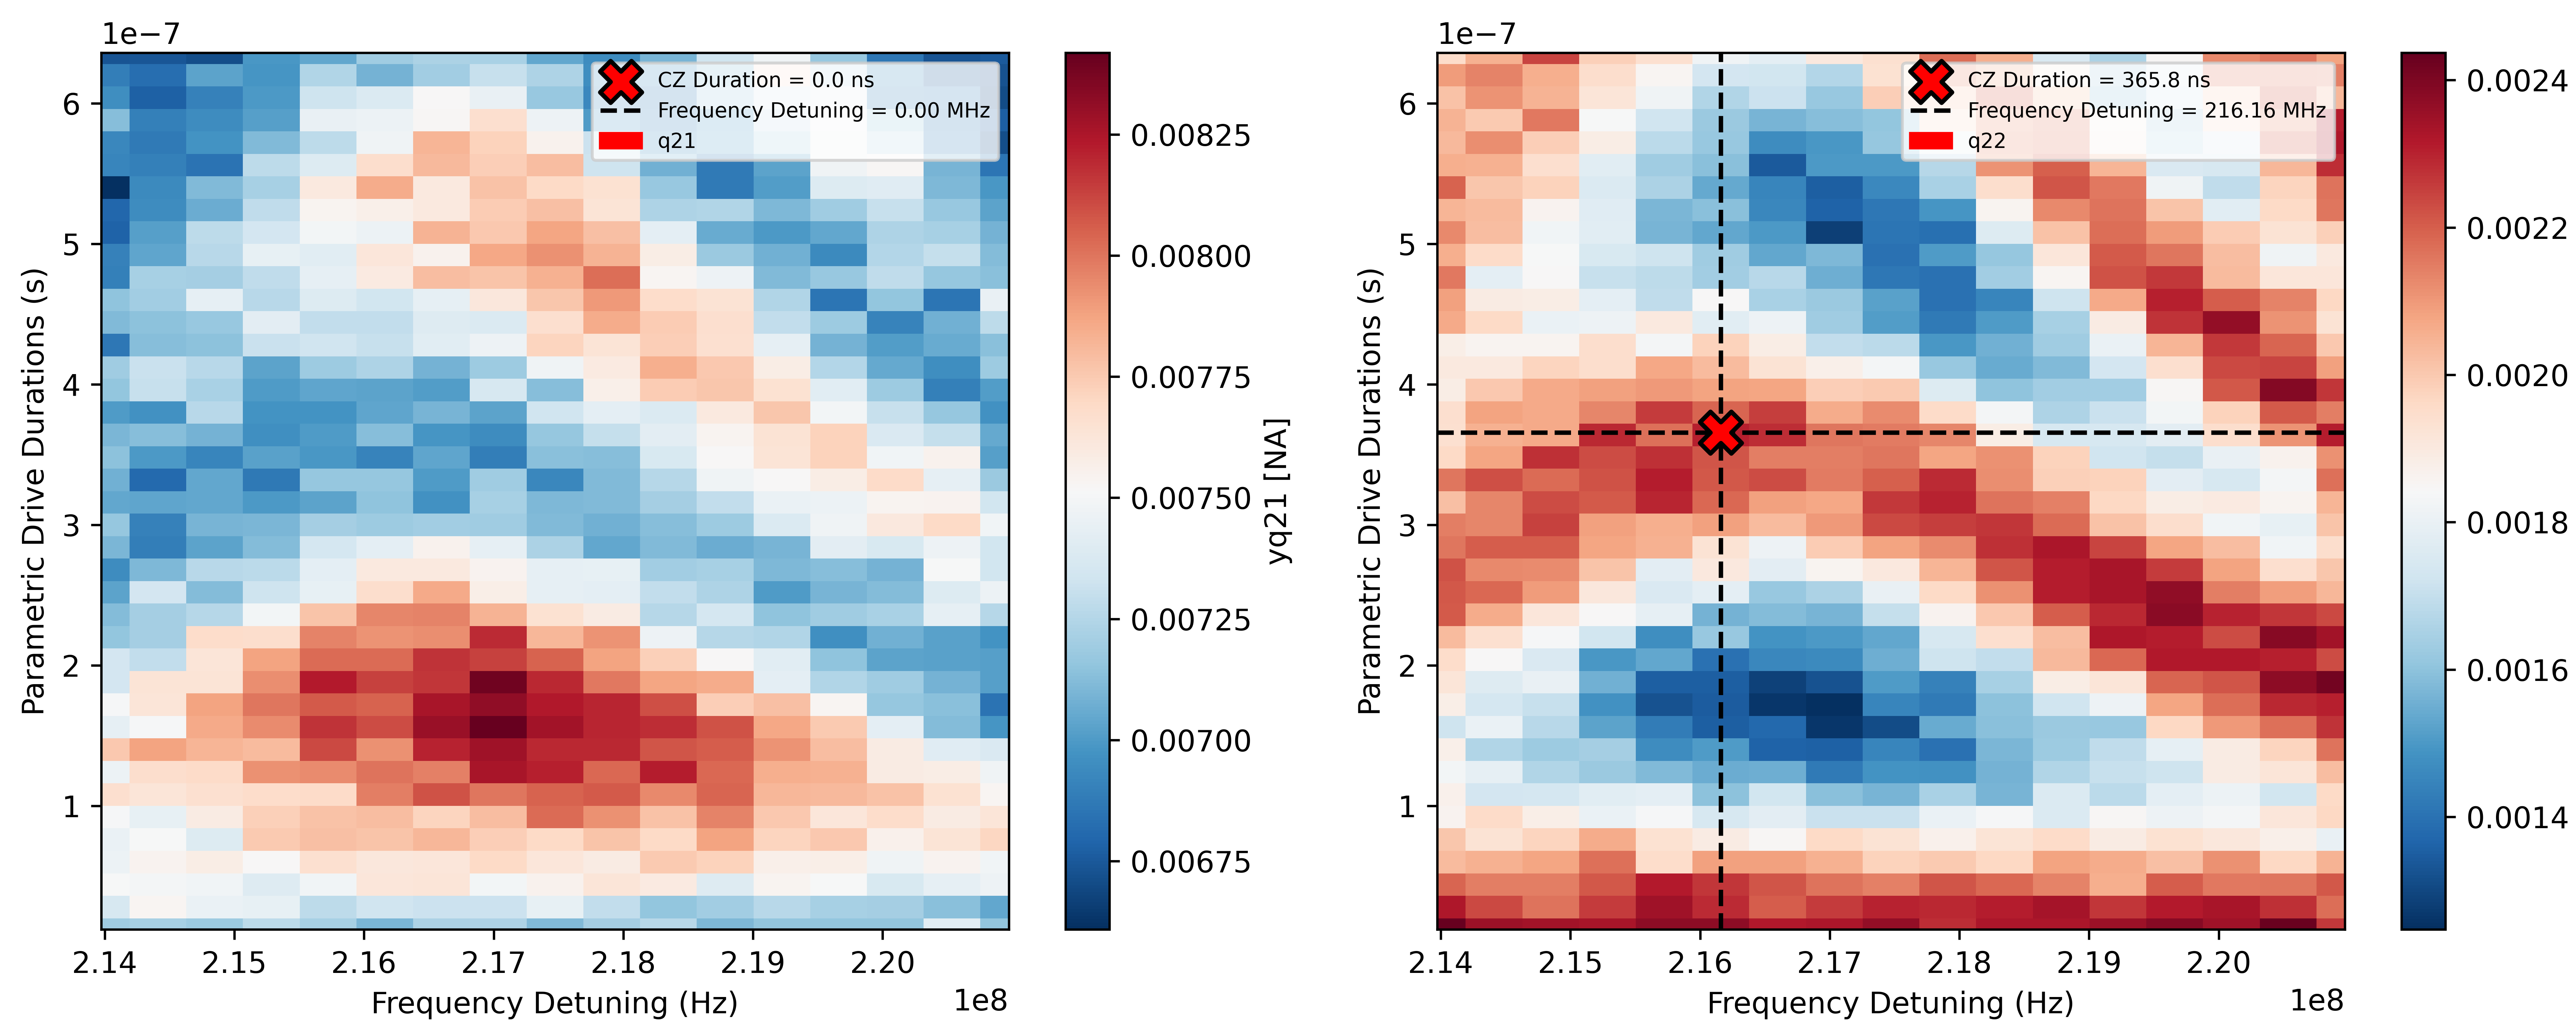 1e−7
CZ Duration = 0.0 ns
Frequency Detuning = 0.00 MHz
q21
6
5
4
3
2
1
Parametric Drive Durations (s)
2.14 2.15 2.16 2.17 2.18 2.19 2.20
1e8
Frequency Detuning (Hz)
0.00825
0.00800
0.00775
0.00750
0.00725
0.00700
0.00675
yq21 [NA]
1e−7
CZ Duration = 365.8 ns
Frequency Detuning = 216.16 MHz
q22
6
5
4
3
2
1
Parametric Drive Durations (s)
2.14 2.15 2.16 2.17 2.18 2.19 2.20
1e8
Frequency Detuning (Hz)
0.0024
0.0022
0.0020
0.0018
0.0016
0.0014